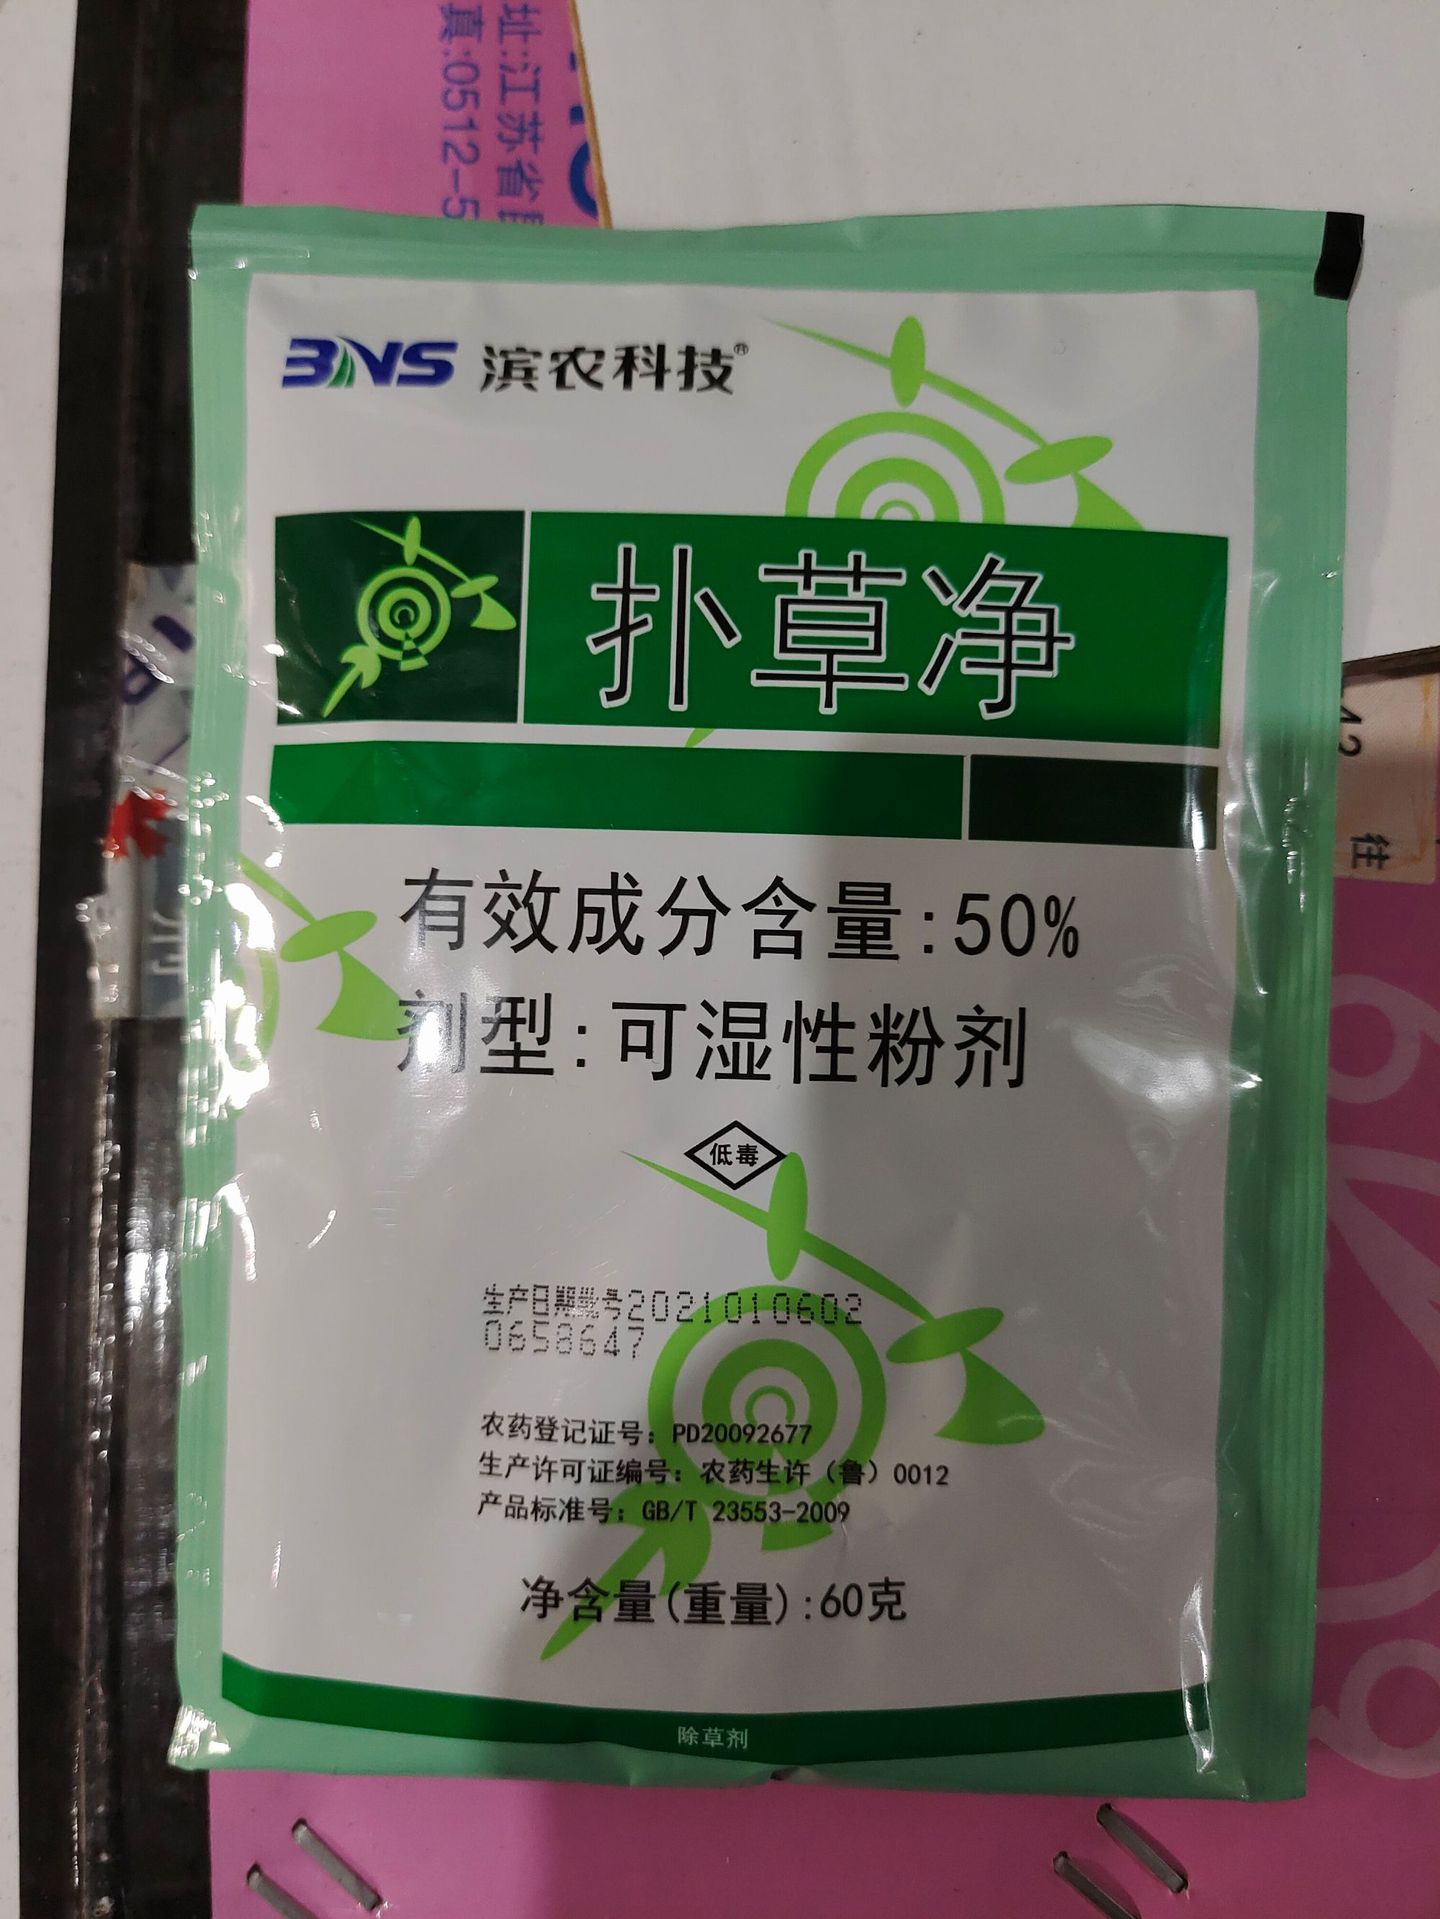 址:江苏省
真:0512-5
BNS 滨农科技®
扑草净
有效成分含量:50%
剂型:可湿性粉剂
低毒
生产日期批号2021010602
0658647
农药登记证号：PD20092677
生产许可证编号：农药生许（鲁）0012
产品标准号：GB/T 23553-2009
净含量(重量):60克
除草剂
往